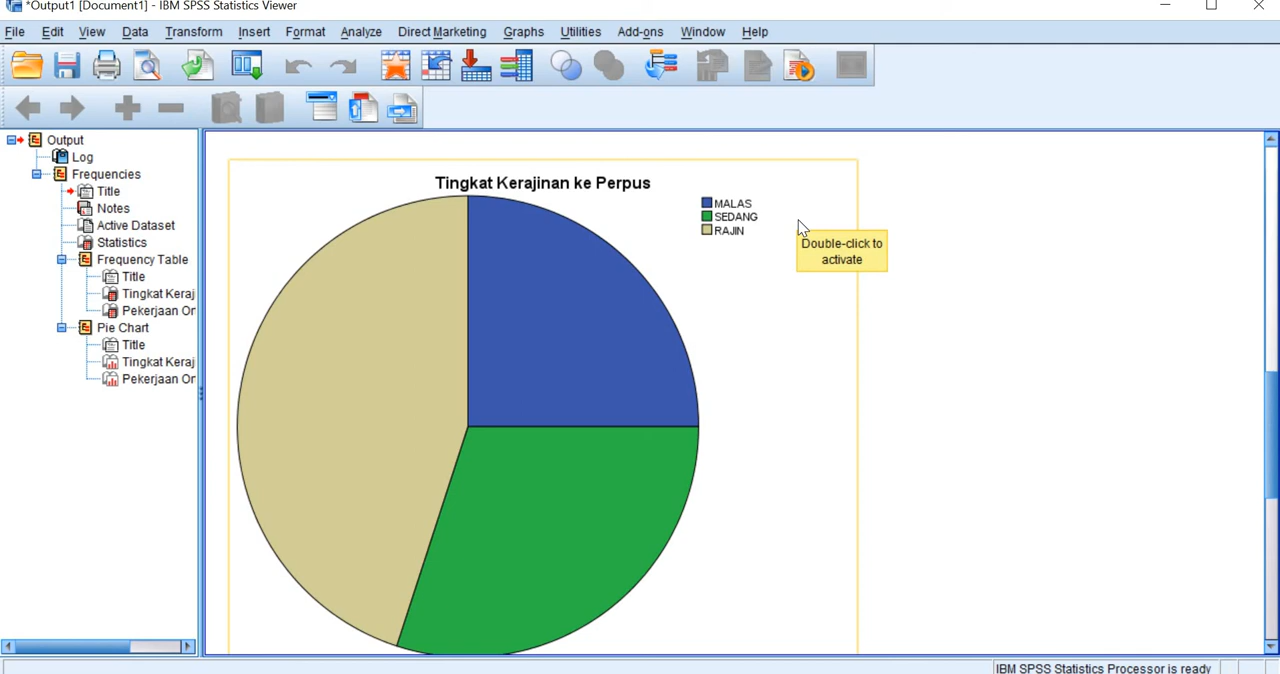 *Output1 [Document1] - IBM SPSS Statistics Viewer
File Edit View Data Transform Insert Format Analyze Direct Marketing Graphs Utilities Add-ons Window Help
Output
Log
Frequencies
Title
Notes
Active Dataset
Statistics
Frequency Table
Title
Tingkat Keraj
Pekerjaan Or
Pie Chart
Title
Tingkat Keraj
Pekerjaan Or
Tingkat Kerajinan ke Perpus
MALAS
SEDANG
RAJIN
Double-click to
activate
IBM SPSS Statistics Processor is ready